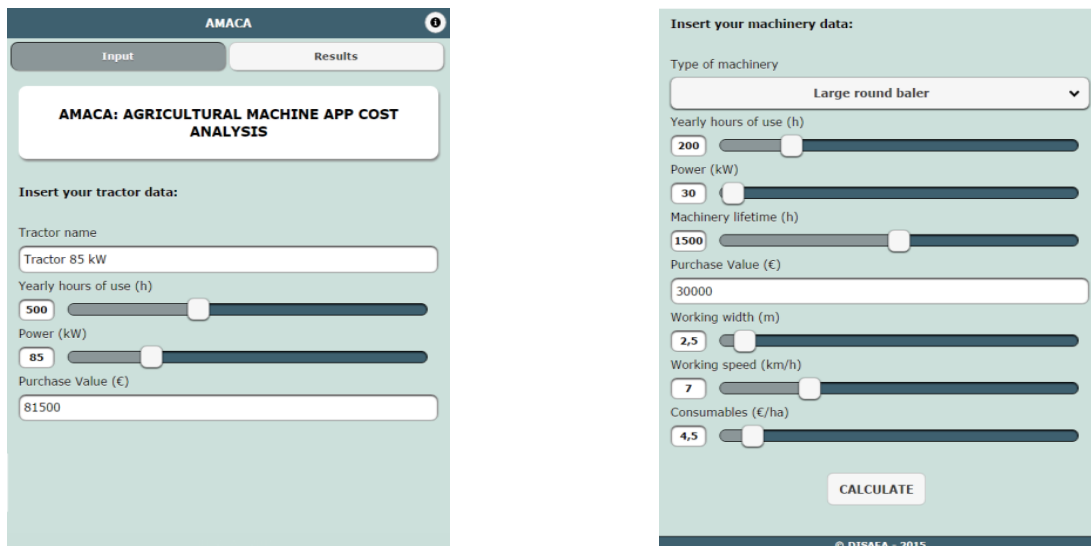 AMACA
Input
Results
AMACA: AGRICULTURAL MACHINE APP COST
ANALYSIS
Insert your tractor data:
Tractor name
Tractor 85 kW
Yearly hours of use (h)
500
Power (kW)
85
Purchase Value (€)
81500
Insert your machinery data:
Type of machinery
Large round baler
Yearly hours of use (h)
200
Power (kW)
30
Machinery lifetime (h)
1500
Purchase Value (€)
30000
Working width (m)
2,5
Working speed (km/h)
7
Consumables (€/ha)
4,5
CALCULATE
© DISAFA - 2015